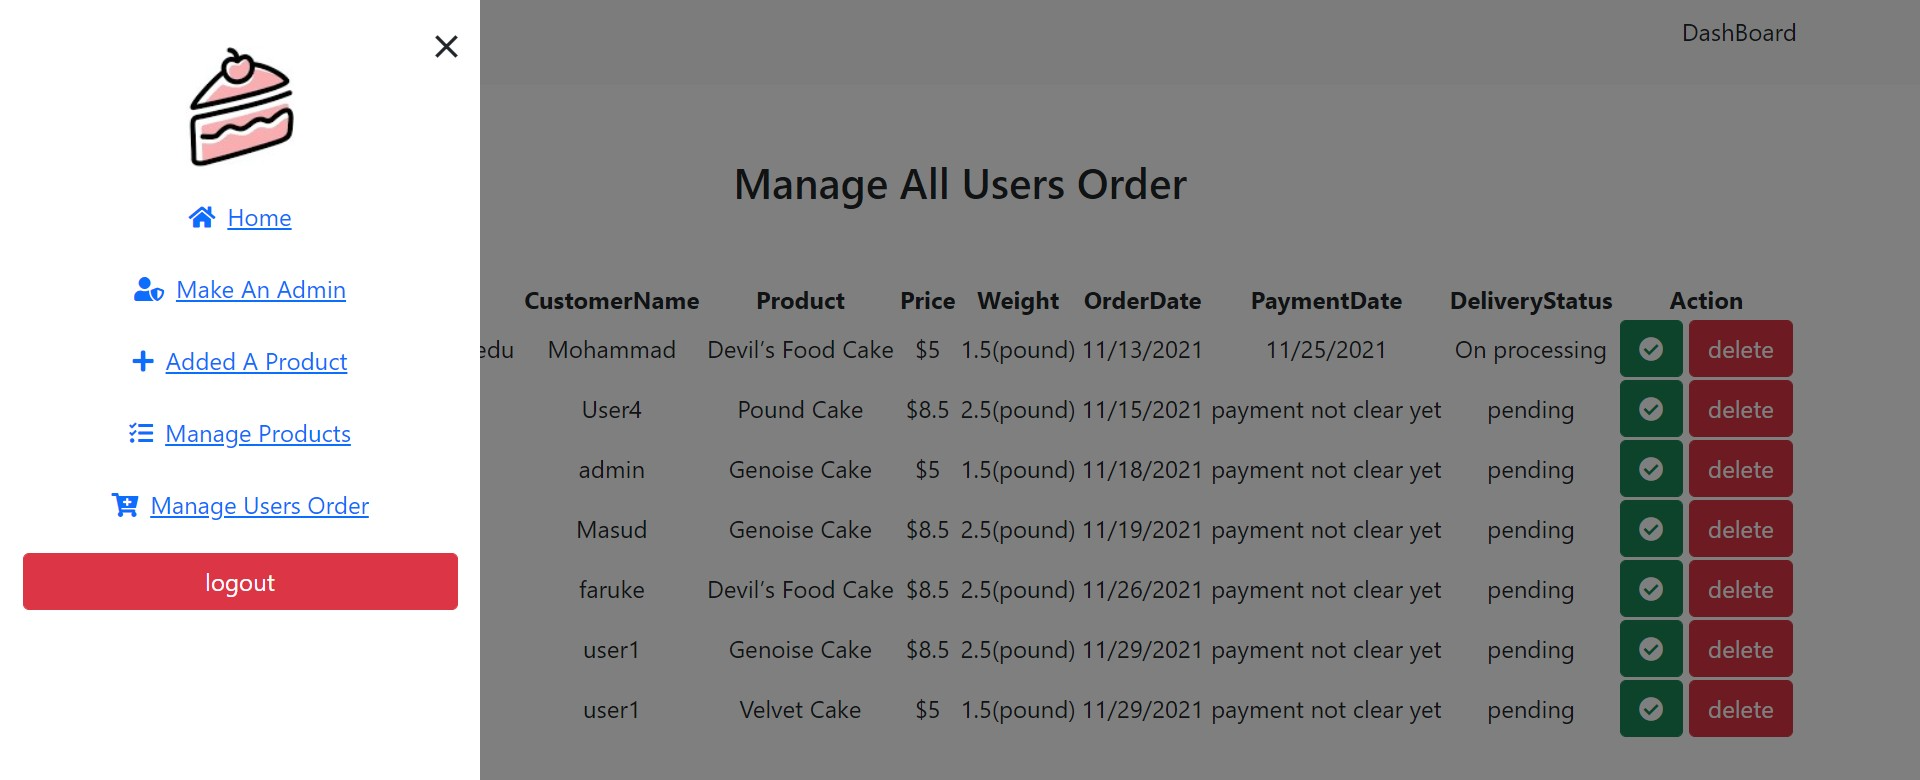 DashBoard
Home
Make An Admin
Added A Product
Manage Products
Manage Users Order
logout
Manage All Users Order
CustomerName Product Price Weight OrderDate PaymentDate DeliveryStatus Action
edu Mohammad Devil’s Food Cake $5 1.5(pound) 11/13/2021 11/25/2021 On processing delete
User4 Pound Cake $8.5 2.5(pound) 11/15/2021 payment not clear yet pending delete
admin Genoise Cake $5 1.5(pound) 11/18/2021 payment not clear yet pending delete
Masud Genoise Cake $8.5 2.5(pound) 11/19/2021 payment not clear yet pending delete
faruke Devil’s Food Cake $8.5 2.5(pound) 11/26/2021 payment not clear yet pending delete
user1 Genoise Cake $8.5 2.5(pound) 11/29/2021 payment not clear yet pending delete
user1 Velvet Cake $5 1.5(pound) 11/29/2021 payment not clear yet pending delete